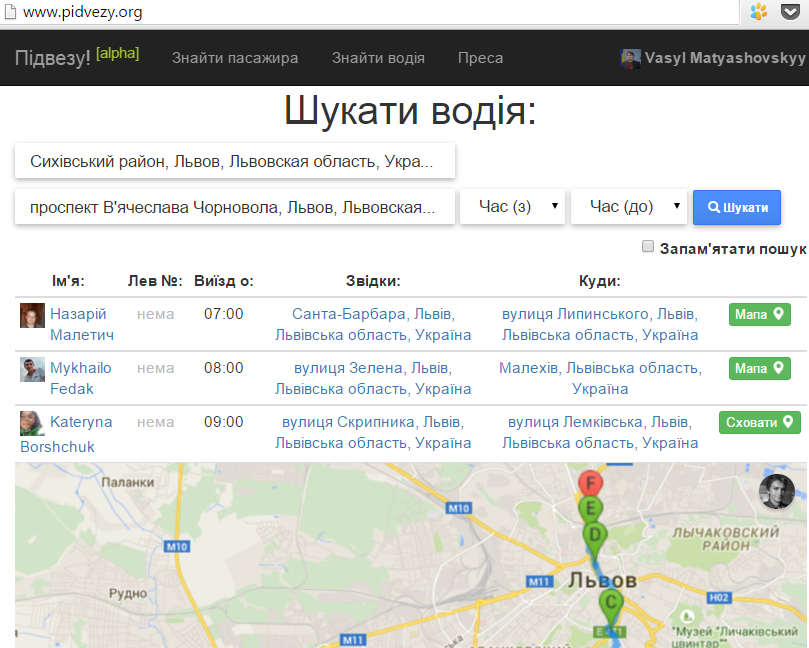 www.pidvezy.org
Підвезу! [alpha] Знайти пасажира Знайти водія Преса Vasyl Matyashovskyy
Шукати водія:
Сихівський район, Львов, Львовская область, Укра...
проспект В'ячеслава Чорновола, Львов, Львовская... Час (з) Час (до) Шукати
Запам'ятати пошук
Ім'я: Лев №: Виїзд о: Звідки: Куди:
Назарій нема 07:00 Санта-Барбара, Львів, вулиця Липинського, Львів, Мапа
Малетич Львівська область, Україна Львівська область, Україна
Mykhailo нема 08:00 вулиця Зелена, Львів, Малехів, Львівська область, Мапа
Fedak Львівська область, Україна Україна
Kateryna нема 09:00 вулиця Скрипника, Львів, вулиця Лемківська, Львів, Сховати
Borshchuk Львівська область, Україна Львівська область, Україна
Паланки F
M10 E
D ЛЫЧАКОВСКИЙ
M10 РАЙОН
M11 Львов
Рудно C H02
E471 "Музей "Личаківський
M11 цвинтар""